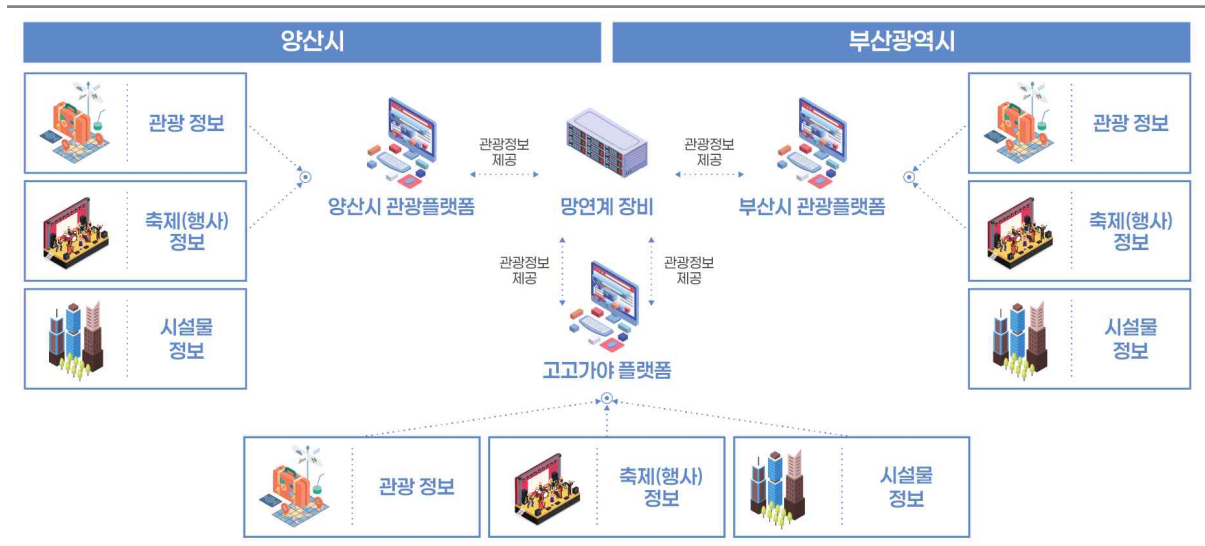 양산시
부산광역시
관광 정보
축제(행사)
정보
시설물
정보
관광정보
제공
관광정보
제공
양산시 관광플랫폼
망연계 장비
부산시 관광플랫폼
관광정보
제공
관광정보
제공
고고가야 플랫폼
관광 정보
축제(행사)
정보
시설물
정보
관광 정보
축제(행사)
정보
시설물
정보